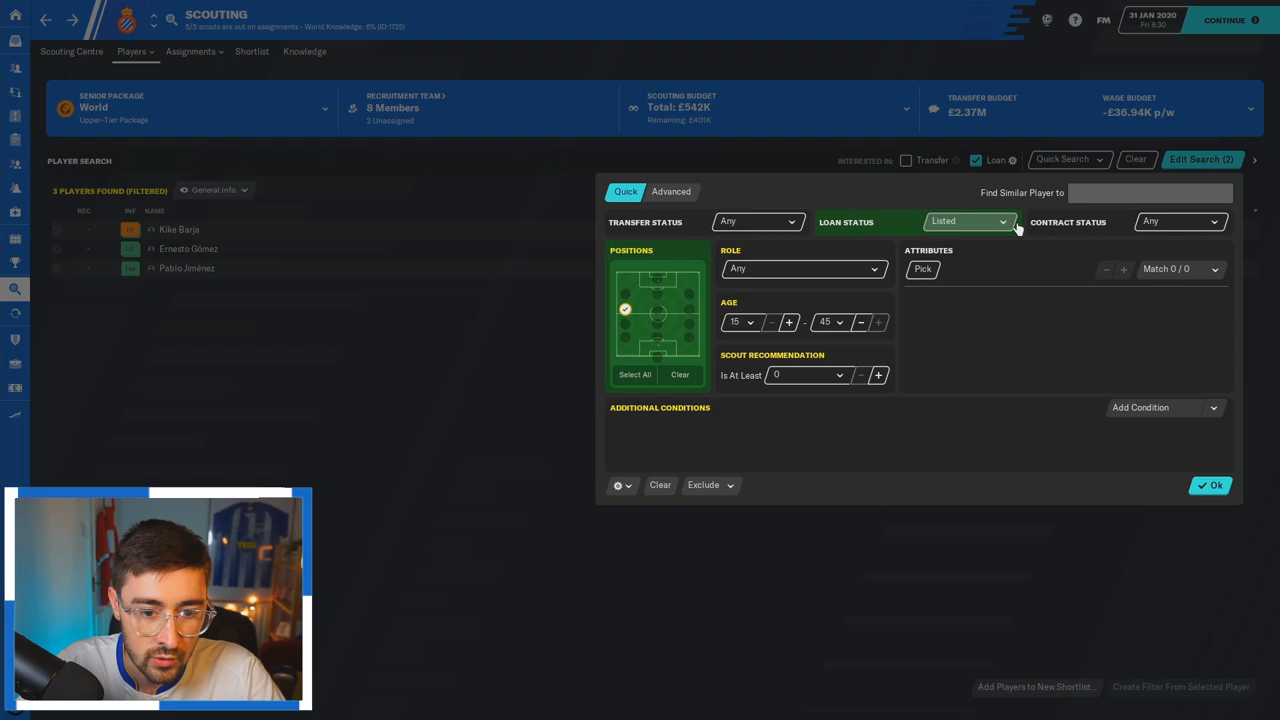 SCOUTING
5/5 scouts are out on assignments - World Knowledge: 6% (ID:1725)
FM
31 JAN 2020
Fri 8:30
CONTINUE
Scouting Centre
Players
Assignments
Shortlist
Knowledge
SENIOR PACKAGE
World
Upper-Tier Package
RECRUITMENT TEAM >
8 Members
2 Unassigned
SCOUTING BUDGET
Total: £542K
Remaining: £401K
TRANSFER BUDGET
£2.37M
WAGE BUDGET
-£36.94K p/w
PLAYER SEARCH
INTERESTED IN:
Transfer
Loan
Quick Search
Clear
Edit Search (2)
3 PLAYERS FOUND (FILTERED)
General Info
REC
INF
NAME
- Kike Barja
- Ernesto Gómez
- Pablo Jiménez
Quick
Advanced
Find Similar Player to
TRANSFER STATUS
Any
LOAN STATUS
Listed
CONTRACT STATUS
Any
POSITIONS
Select All
Clear
ROLE
Any
AGE
15
-
45
SCOUT RECOMMENDATION
Is At Least
0
ATTRIBUTES
Pick
Match 0 / 0
ADDITIONAL CONDITIONS
Add Condition
Clear
Exclude
Ok
Add Players to New Shortlist...
Create Filter From Selected Player